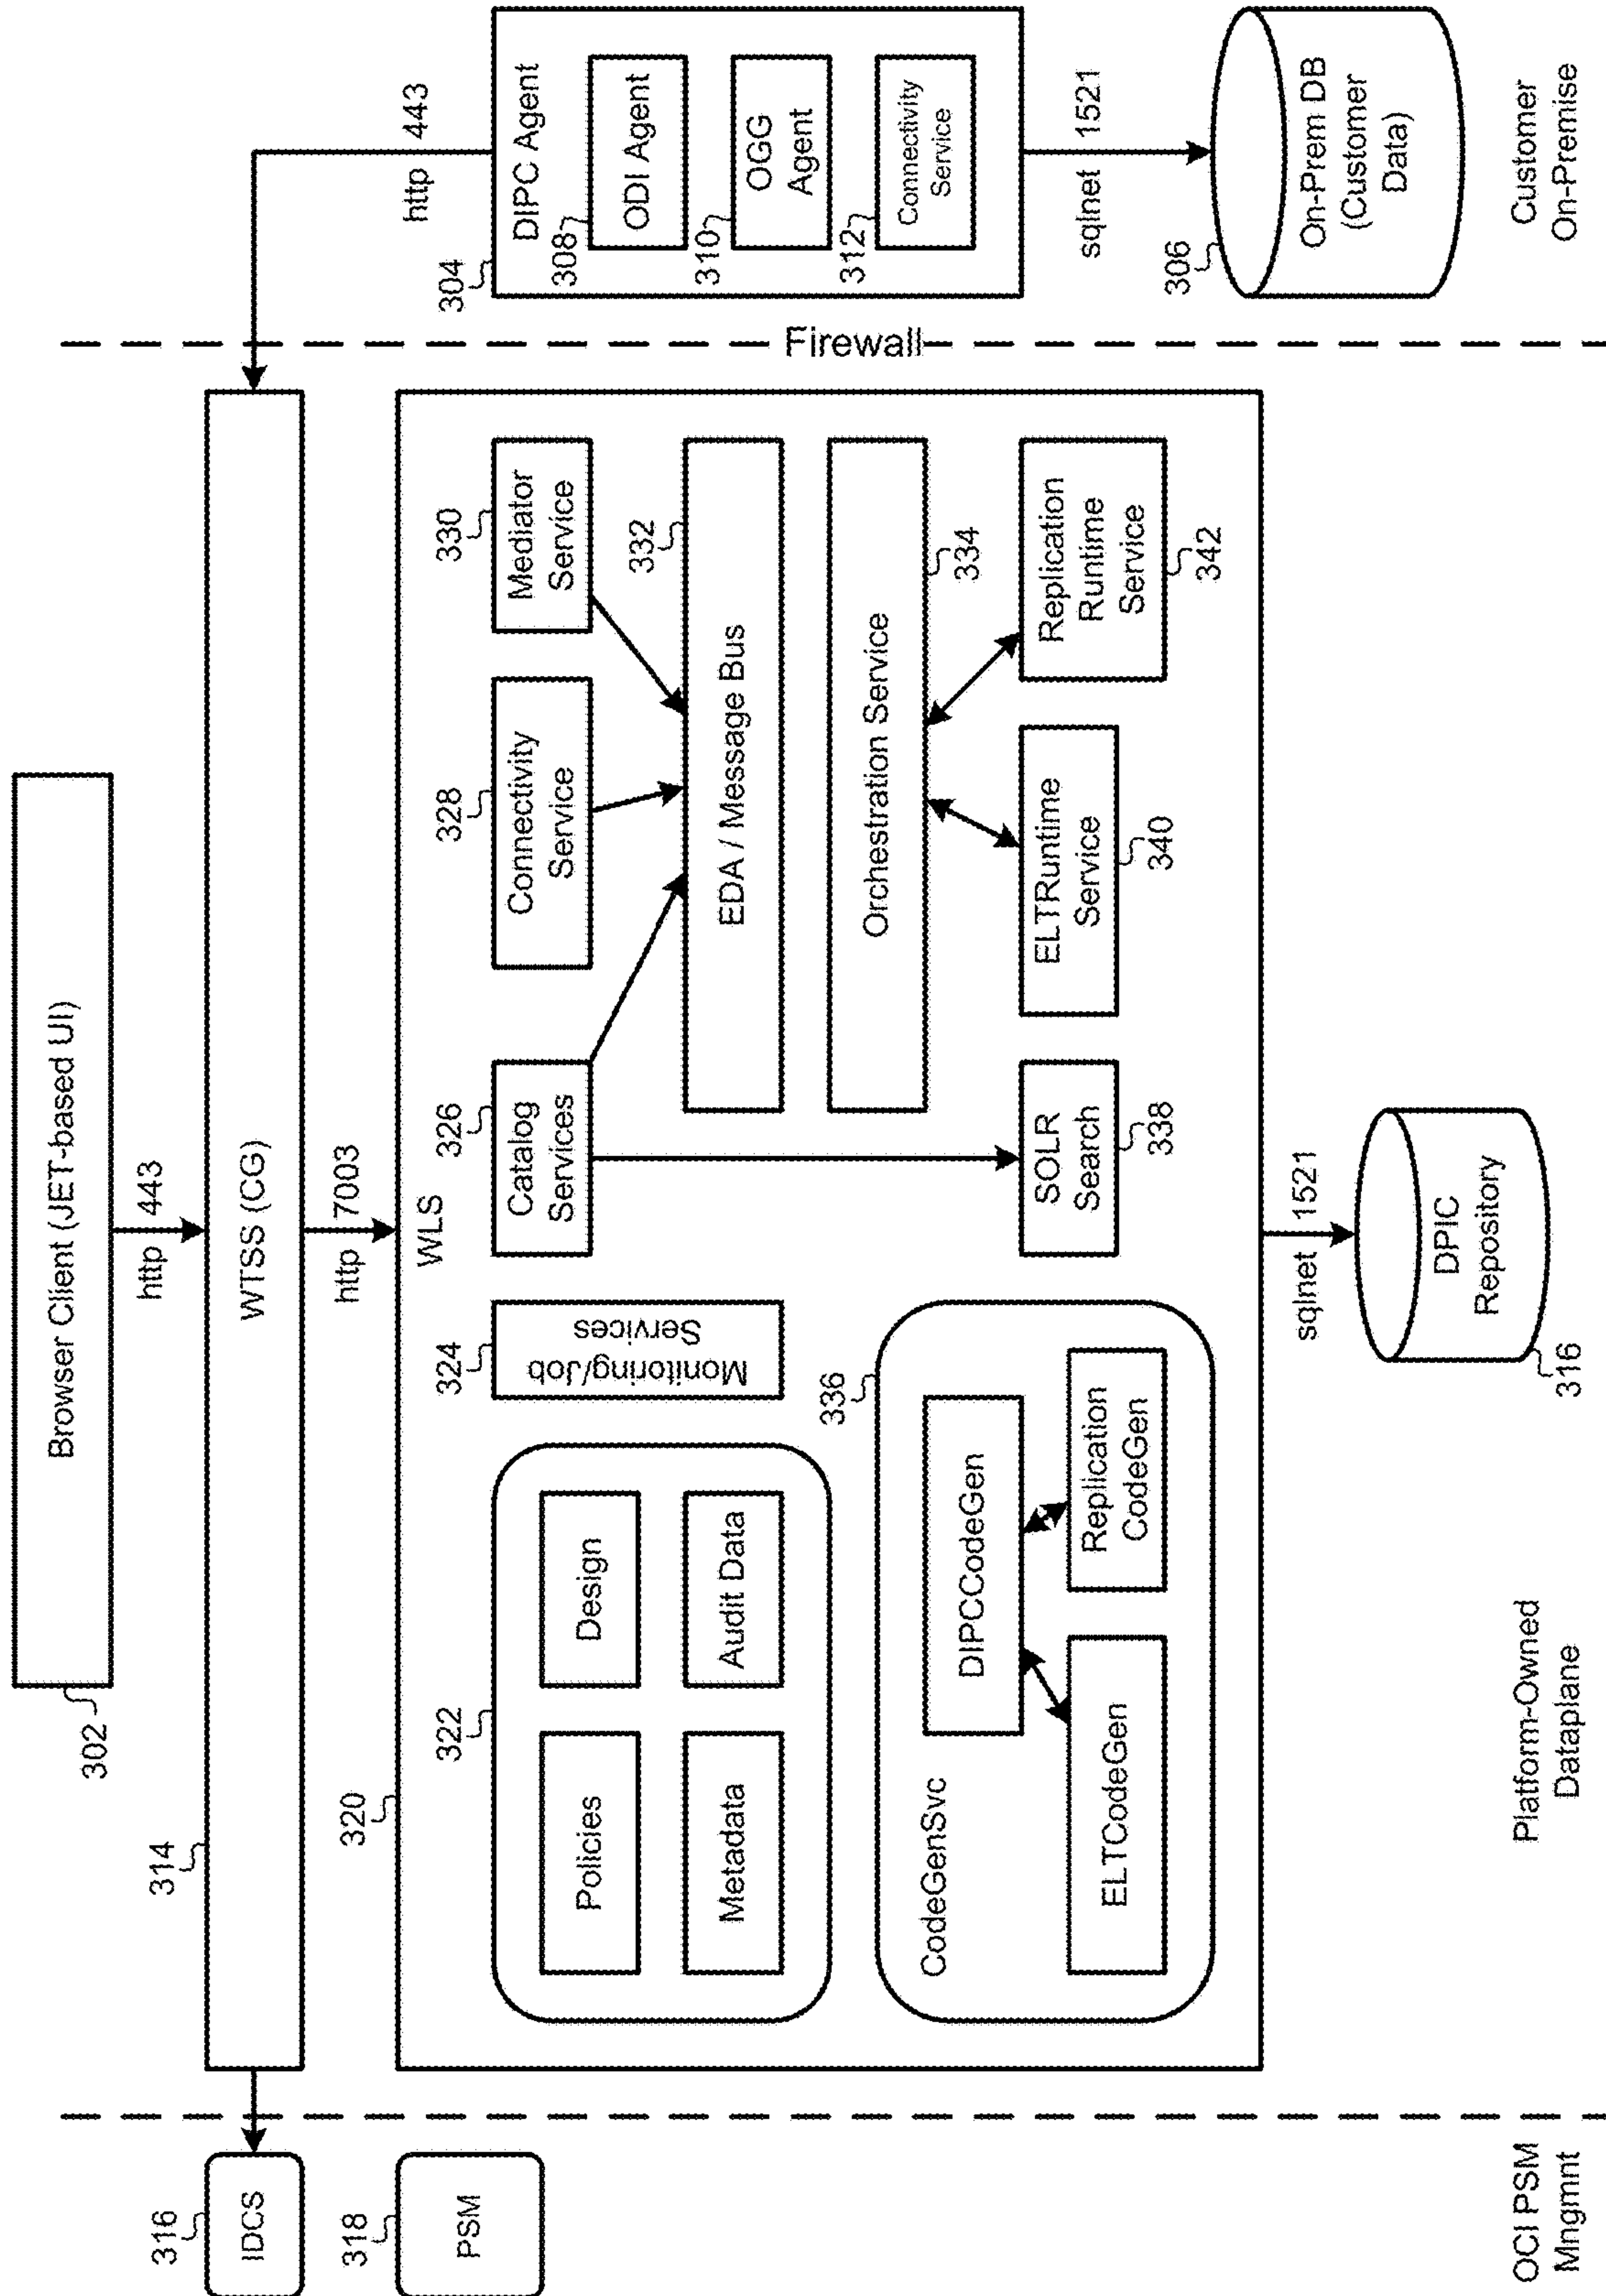 Browser Client (JET-based UI)
302
http
443
314
WTSS (CG)
http
7003
http
443
316
IDCS
318
PSM
OCI PSM
Mngmnt
320
WLS
322
Policies
Design
Metadata
Audit Data
324
Monitoring/Job
Services
326
Catalog
Services
328
Connectivity
Service
330
Mediator
Service
332
EDA / Message Bus
Orchestration Service
334
336
CodeGenSvc
DIPCCodeGen
ELTCodeGen
Replication
CodeGen
SOLR
Search
338
ELTRuntime
Service
340
Replication
Runtime
Service
342
sqlnet
1521
DPIC
Repository
316
Platform-Owned
Dataplane
Firewall
304
DIPC Agent
308
ODI Agent
310
OGG
Agent
312
Connectivity
Service
sqlnet
1521
306
On-Prem DB
(Customer
Data)
Customer
On-Premise